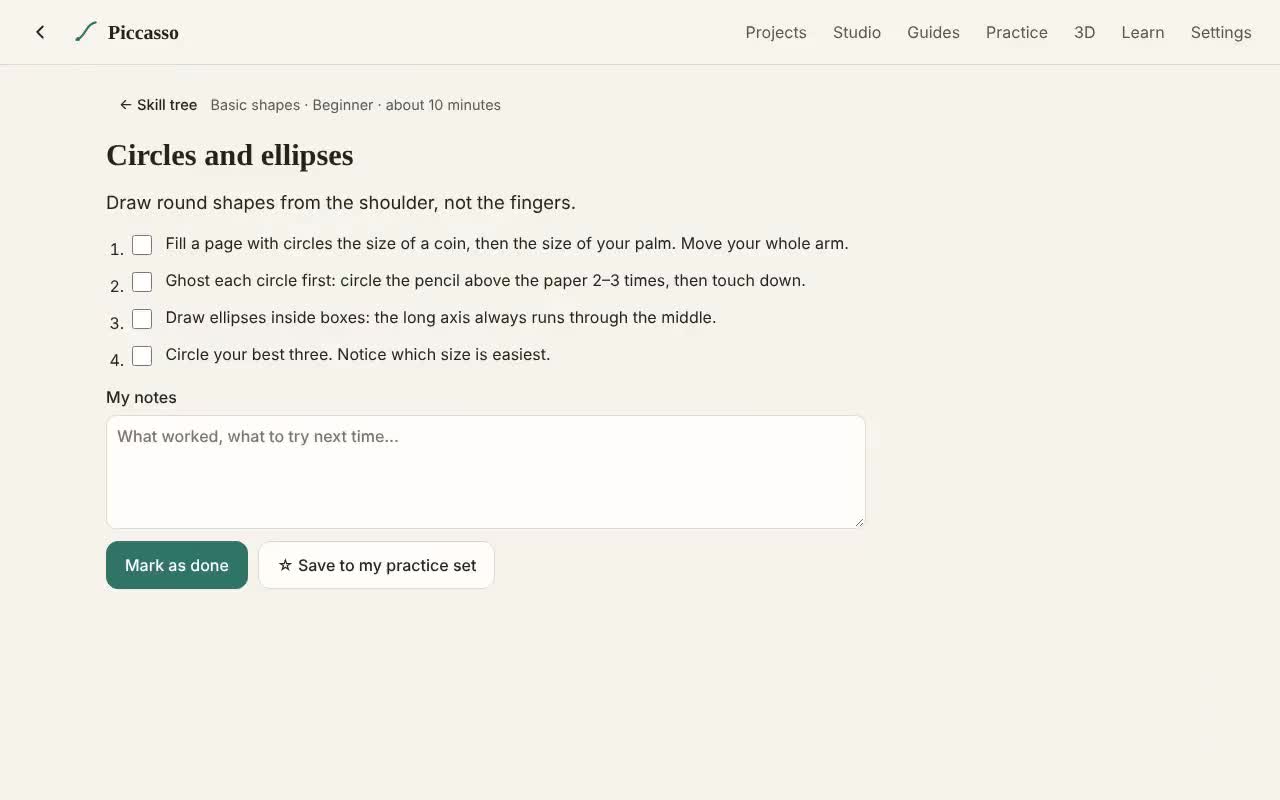 Piccasso
Projects Studio Guides Practice 3D Learn Settings
← Skill tree Basic shapes · Beginner · about 10 minutes
Circles and ellipses
Draw round shapes from the shoulder, not the fingers.
1. Fill a page with circles the size of a coin, then the size of your palm. Move your whole arm.
2. Ghost each circle first: circle the pencil above the paper 2–3 times, then touch down.
3. Draw ellipses inside boxes: the long axis always runs through the middle.
4. Circle your best three. Notice which size is easiest.
My notes
What worked, what to try next time...
Mark as done ☆ Save to my practice set